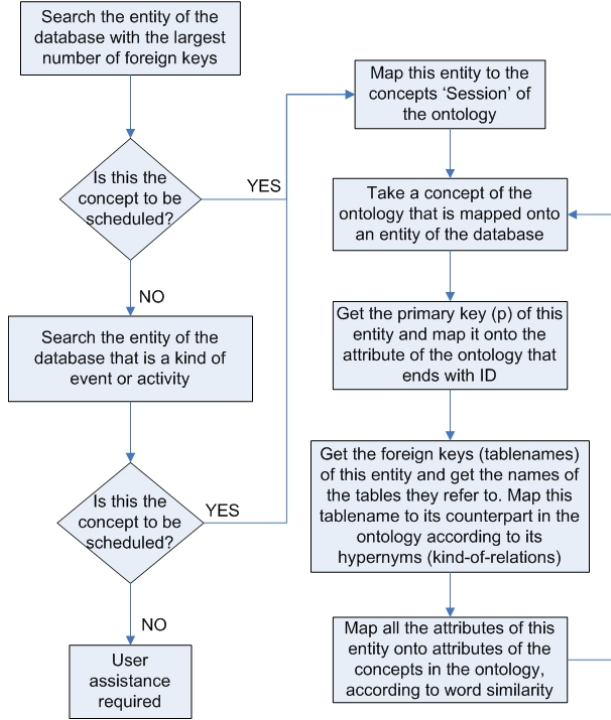 Search the entity of the
database with the largest
number of foreign keys
Is this the
concept to be
scheduled?
YES
NO
Search the entity of the
database that is a kind of
event or activity
Is this the
concept to be
scheduled?
YES
NO
User
assistance
required
Map this entity to the
concepts ‘Session’ of
the ontology
Take a concept of the
ontology that is mapped onto
an entity of the database
Get the primary key (p) of this
entity and map it onto the
attribute of the ontology that
ends with ID
Get the foreign keys (tablenames)
of this entity and get the names of
the tables they refer to. Map this
tablename to its counterpart in the
ontology according to its
hypernyms (kind-of-relations)
Map all the attributes of this
entity onto attributes of the
concepts in the ontology,
according to word similarity